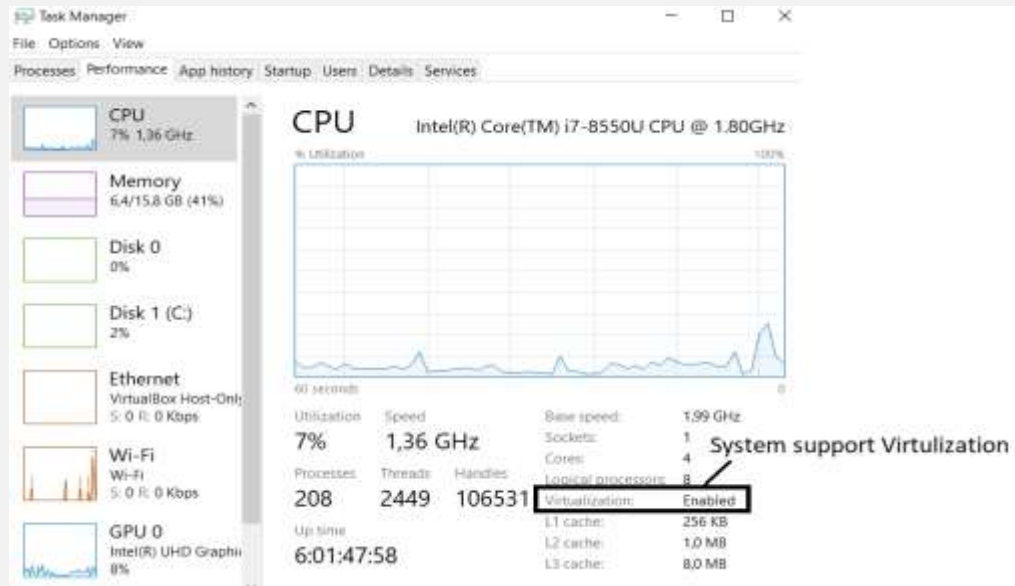 Task Manager
File Options View
Processes Performance App history Startup Users Details Services
CPU
7% 1,36 GHz
Memory
6,4/15,8 GB (41%)
Disk 0
0%
Disk 1 (C:)
2%
Ethernet
VirtualBox Host-Only
S: 0 R: 0 Kbps
Wi-Fi
Wi-Fi
S: 0 R: 0 Kbps
GPU 0
Intel(R) UHD Graphi
8%
CPU Intel(R) Core(TM) i7-8550U CPU @ 1.80GHz
% Utilization 100%
60 seconds 0
Utilization Speed
7% 1,36 GHz
Processes Threads Handles
208 2449 106531
Up time
6:01:47:58
Base speed: 1,99 GHz
Sockets: 1
Cores: 4
Logical processors: 8
Virtualization: Enabled
L1 cache: 256 KB
L2 cache: 1,0 MB
L3 cache: 8,0 MB
System support Virtulization